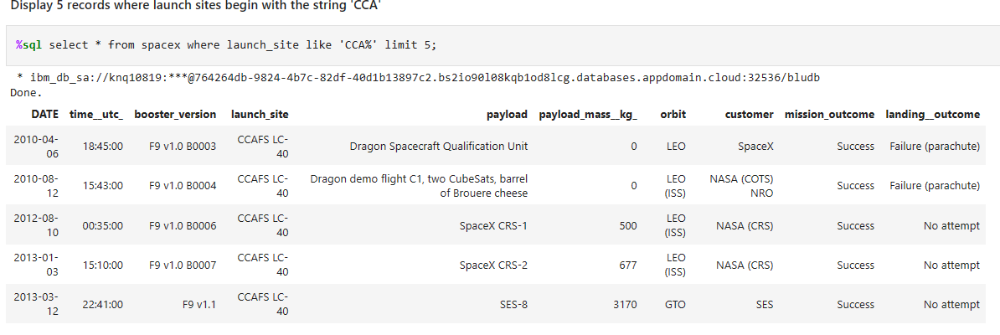 Display 5 records where launch sites begin with the string 'CCA'
%sql select * from spacex where launch_site like 'CCA%' limit 5;
* ibm_db_sa://knq10819:***@764264db-9824-4b7c-82df-40d1b13897c2.bs2io90l08kqb1od8lcg.databases.appdomain.cloud:32536/bludb
Done.
DATE time__utc_ booster_version launch_site payload payload_mass__kg_ orbit customer mission_outcome landing__outcome
2010-04-06 18:45:00 F9 v1.0 B0003 CCAFS LC-40 Dragon Spacecraft Qualification Unit 0 LEO SpaceX Success Failure (parachute)
2010-08-12 15:43:00 F9 v1.0 B0004 CCAFS LC-40 Dragon demo flight C1, two CubeSats, barrel of Brouere cheese 0 LEO (ISS) NASA (COTS) NRO Success Failure (parachute)
2012-08-10 00:35:00 F9 v1.0 B0006 CCAFS LC-40 SpaceX CRS-1 500 LEO (ISS) NASA (CRS) Success No attempt
2013-01-03 15:10:00 F9 v1.0 B0007 CCAFS LC-40 SpaceX CRS-2 677 LEO (ISS) NASA (CRS) Success No attempt
2013-03-12 22:41:00 F9 v1.1 CCAFS LC-40 SES-8 3170 GTO SES Success No attempt